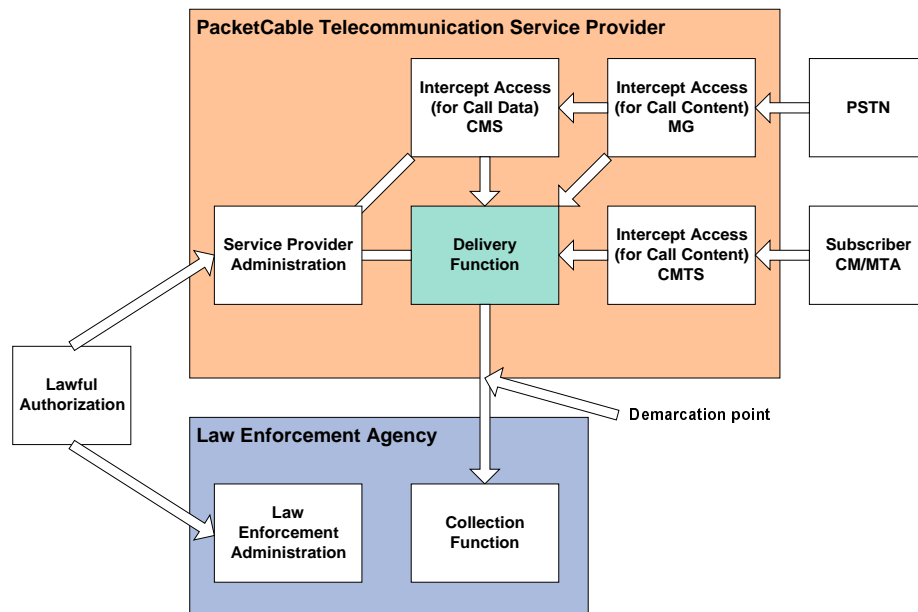 PacketCable Telecommunication Service Provider
Intercept Access
(for Call Data)
CMS
Intercept Access
(for Call Content)
MG
PSTN
Service Provider
Administration
Delivery
Function
Intercept Access
(for Call Content)
CMTS
Subscriber
CM/MTA
Lawful
Authorization
Demarcation point
Law Enforcement Agency
Law
Enforcement
Administration
Collection
Function